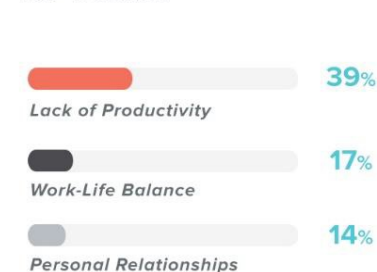 39%
Lack of Productivity
17%
Work-Life Balance
14%
Personal Relationships